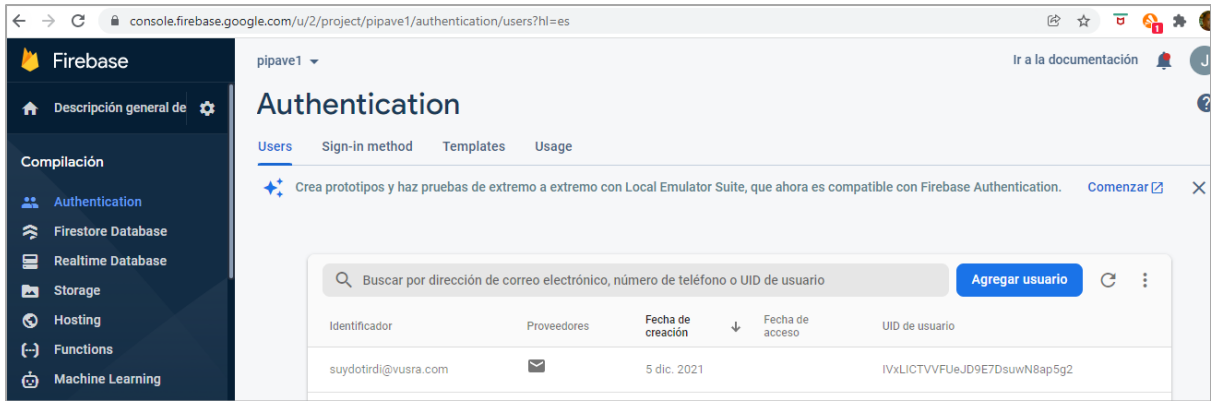 console.firebase.google.com/u/2/project/pipave1/authentication/users?hl=es
1
Firebase
pipave1
Ir a la documentación
J
Descripción general de
Authentication
?
Users Sign-in method Templates Usage
Compilación
Crea prototipos y haz pruebas de extremo a extremo con Local Emulator Suite, que ahora es compatible con Firebase Authentication. Comenzar
Authentication
Firestore Database
Realtime Database
Storage
Hosting
Functions
Machine Learning
Buscar por dirección de correo electrónico, número de teléfono o UID de usuario
Agregar usuario
Identificador Proveedores Fecha de creación Fecha de acceso UID de usuario
suydotirdi@vusra.com 5 dic. 2021 IVxLICTVVFUeJD9E7DsuwN8ap5g2